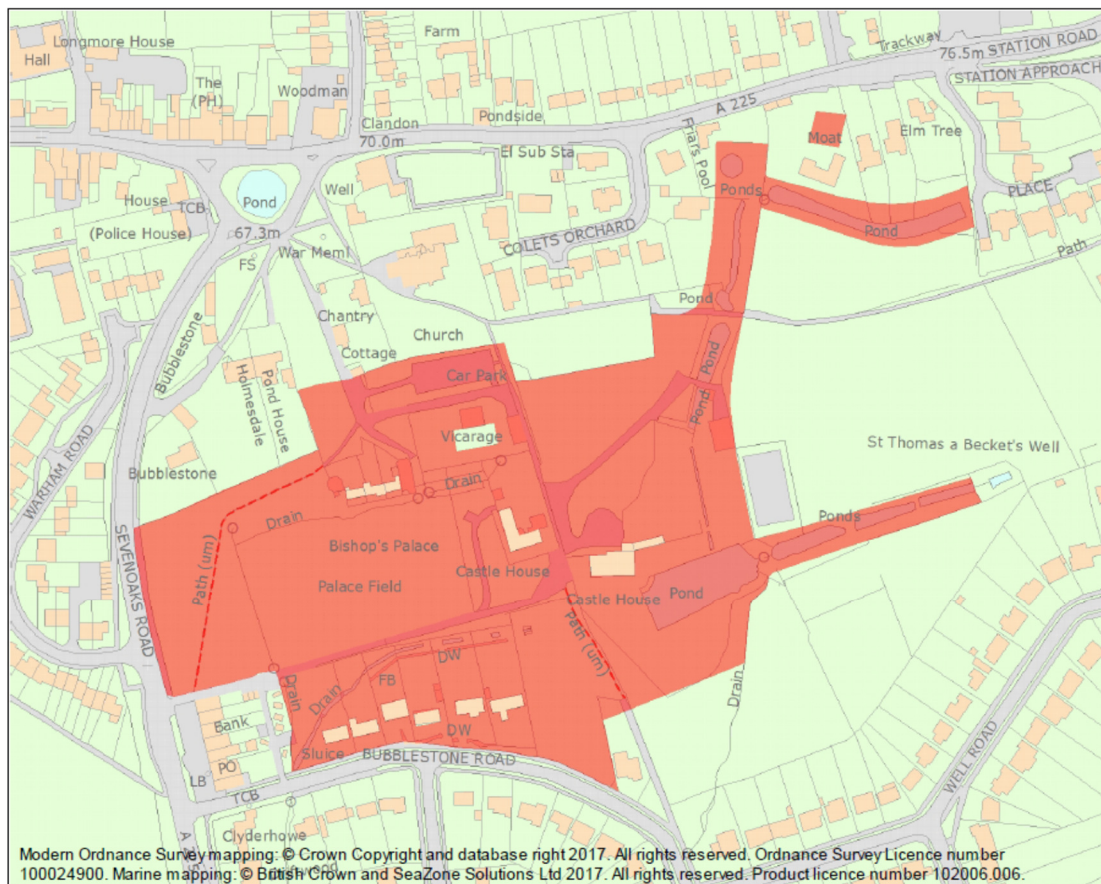 Longmore House
Hall
Farm
Trackway
76.5m STATION ROAD
STATION APPROACH
The
(PH)
Woodman
A 225
Clandon
70.0m
Pondside
El Sub Sta
Friars Pool
Moat
Elm Tree
Well
House
TCB
Pond
Ponds
PLACE
(Police House)
67.3m
War Meml
FS
COLETS ORCHARD
Pond
Path
Pond
Chantry
Church
Cottage
Bubblestone
Pond
Car Park
Pond House
Holmesdale
Pond
Vicarage
St Thomas a Becket's Well
WARHAM ROAD
Bubblestone
Drain
Drain
Ponds
SEVENOAKS ROAD
Path (um)
Bishop's Palace
Castle House
Palace Field
Castle House
Pond
Path (um)
DW
Drain
Drain
Drain
FB
Bank
DW
Sluice
BUBBLESTONE ROAD
PO
LB
TCB
WELL ROAD
Clyderhowe
Modern Ordnance Survey mapping: © Crown Copyright and database right 2017. All rights reserved. Ordnance Survey Licence number
100024900. Marine mapping: © British Crown and SeaZone Solutions Ltd 2017. All rights reserved. Product licence number 102006.006.